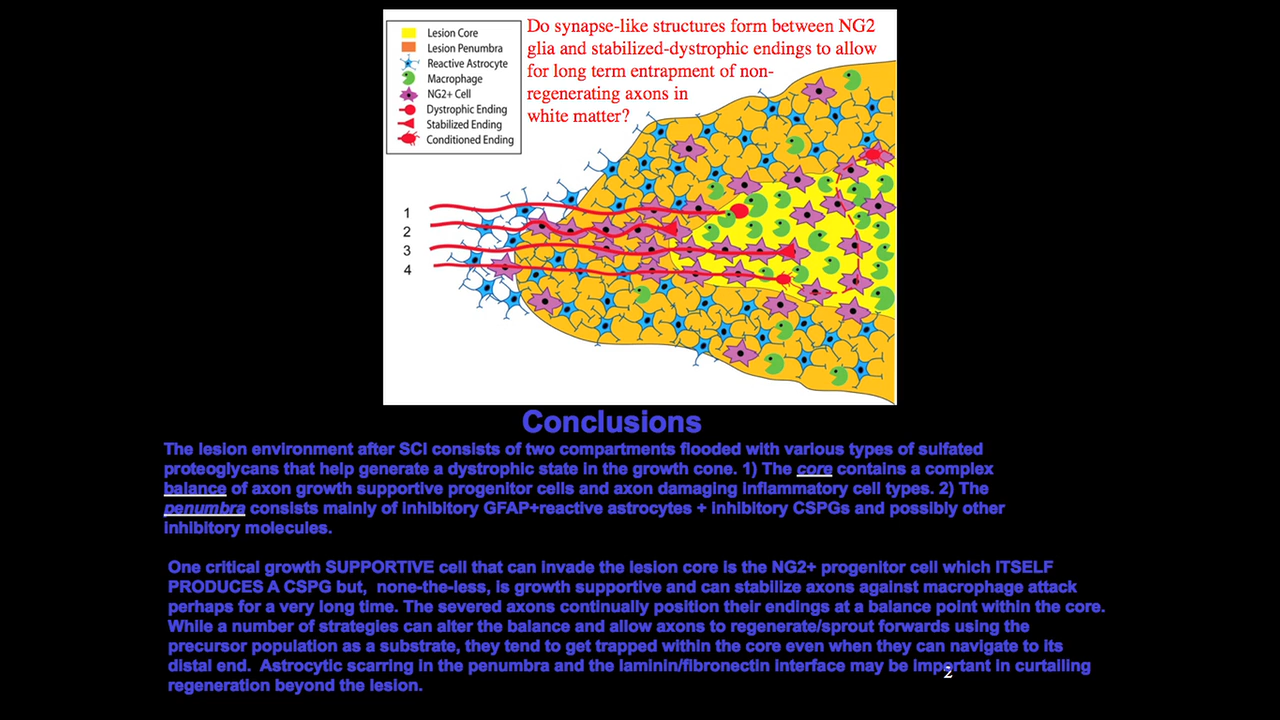 Lesion Core
Lesion Penumbra
Reactive Astrocyte
Macrophage
NG2+ Cell
Dystrophic Ending
Stabilized Ending
Conditioned Ending
Do synapse-like structures form between NG2
glia and stabilized-dystrophic endings to allow
for long term entrapment of non-
regenerating axons in
white matter?
1
2
3
4
Conclusions
The lesion environment after SCI consists of two compartments flooded with various types of sulfated
proteoglycans that help generate a dystrophic state in the growth cone. 1) The core contains a complex
balance of axon growth supportive progenitor cells and axon damaging inflammatory cell types. 2) The
penumbra consists mainly of inhibitory GFAP+reactive astrocytes + inhibitory CSPGs and possibly other
inhibitory molecules.
One critical growth SUPPORTIVE cell that can invade the lesion core is the NG2+ progenitor cell which ITSELF
PRODUCES A CSPG but, none-the-less, is growth supportive and can stabilize axons against macrophage attack
perhaps for a very long time. The severed axons continually position their endings at a balance point within the core.
While a number of strategies can alter the balance and allow axons to regenerate/sprout forwards using the
precursor population as a substrate, they tend to get trapped within the core even when they can navigate to its
distal end. Astrocytic scarring in the penumbra and the laminin/fibronectin interface may be important in curtailing
regeneration beyond the lesion.
2